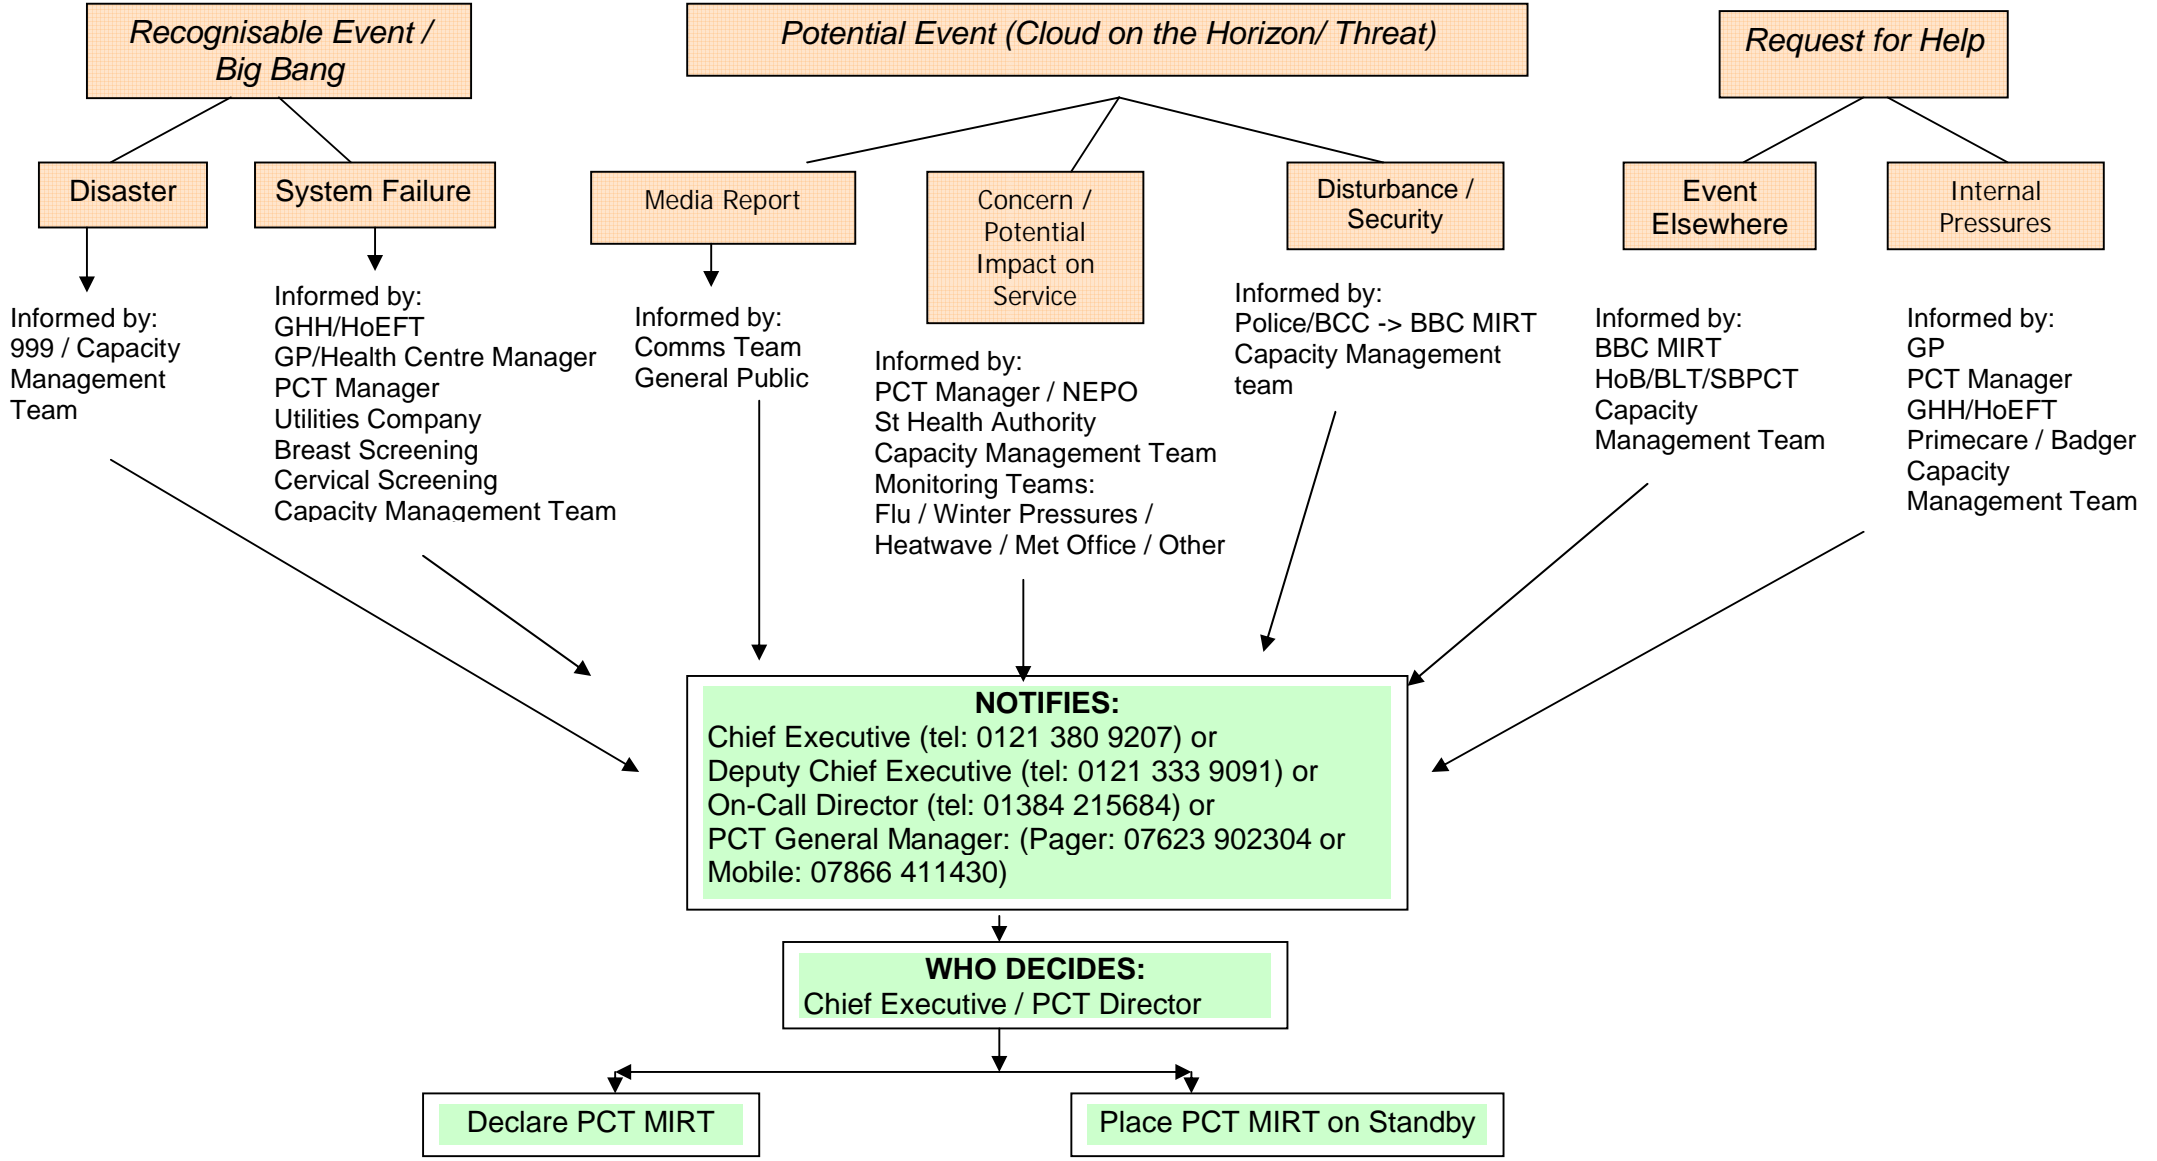 Recognisable Event /
Big Bang
Potential Event (Cloud on the Horizon/ Threat)
Request for Help
Disaster
System Failure
Media Report
Concern /
Potential
Impact on
Service
Disturbance /
Security
Event
Elsewhere
Internal
Pressures
Informed by:
999 / Capacity
Management
Team
Informed by:
GHH/HoEFT
GP/Health Centre Manager
PCT Manager
Utilities Company
Breast Screening
Cervical Screening
Capacity Management Team
Informed by:
Comms Team
General Public
Informed by:
PCT Manager / NEPO
St Health Authority
Capacity Management Team
Monitoring Teams:
Flu / Winter Pressures /
Heatwave / Met Office / Other
Informed by:
Police/BCC -> BBC MIRT
Capacity Management
team
Informed by:
BBC MIRT
HoB/BLT/SBPCT
Capacity
Management Team
Informed by:
GP
PCT Manager
GHH/HoEFT
Primecare / Badger
Capacity
Management Team
NOTIFIES:
Chief Executive (tel: 0121 380 9207) or
Deputy Chief Executive (tel: 0121 333 9091) or
On-Call Director (tel: 01384 215684) or
PCT General Manager: (Pager: 07623 902304 or
Mobile: 07866 411430)
WHO DECIDES:
Chief Executive / PCT Director
Declare PCT MIRT
Place PCT MIRT on Standby